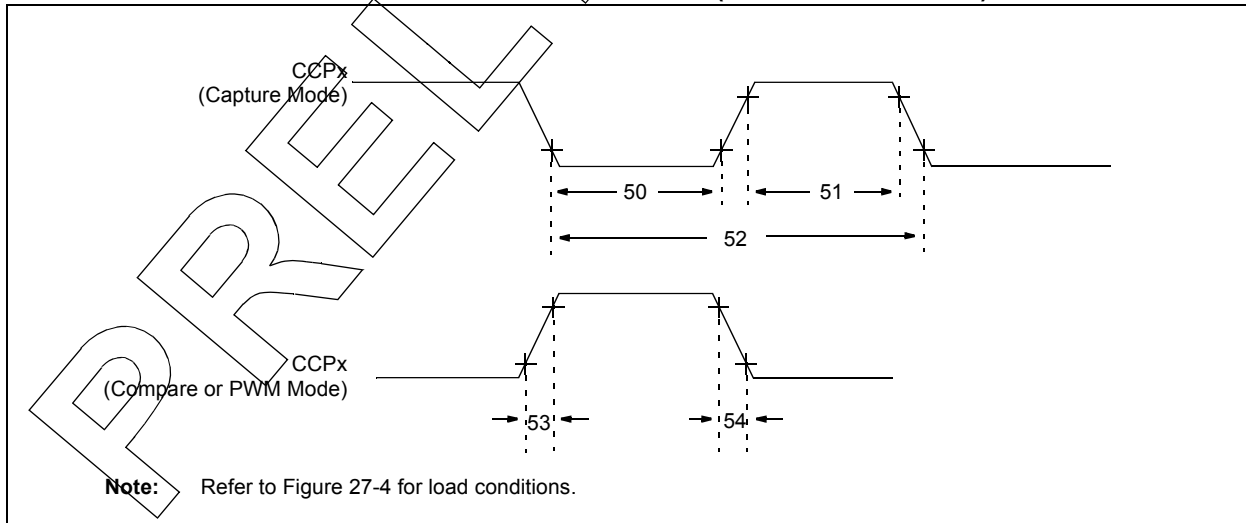 CCPx
(Capture Mode)
50
51
52
CCPx
(Compare or PWM Mode)
53
54
Note: Refer to Figure 27-4 for load conditions.
PREL